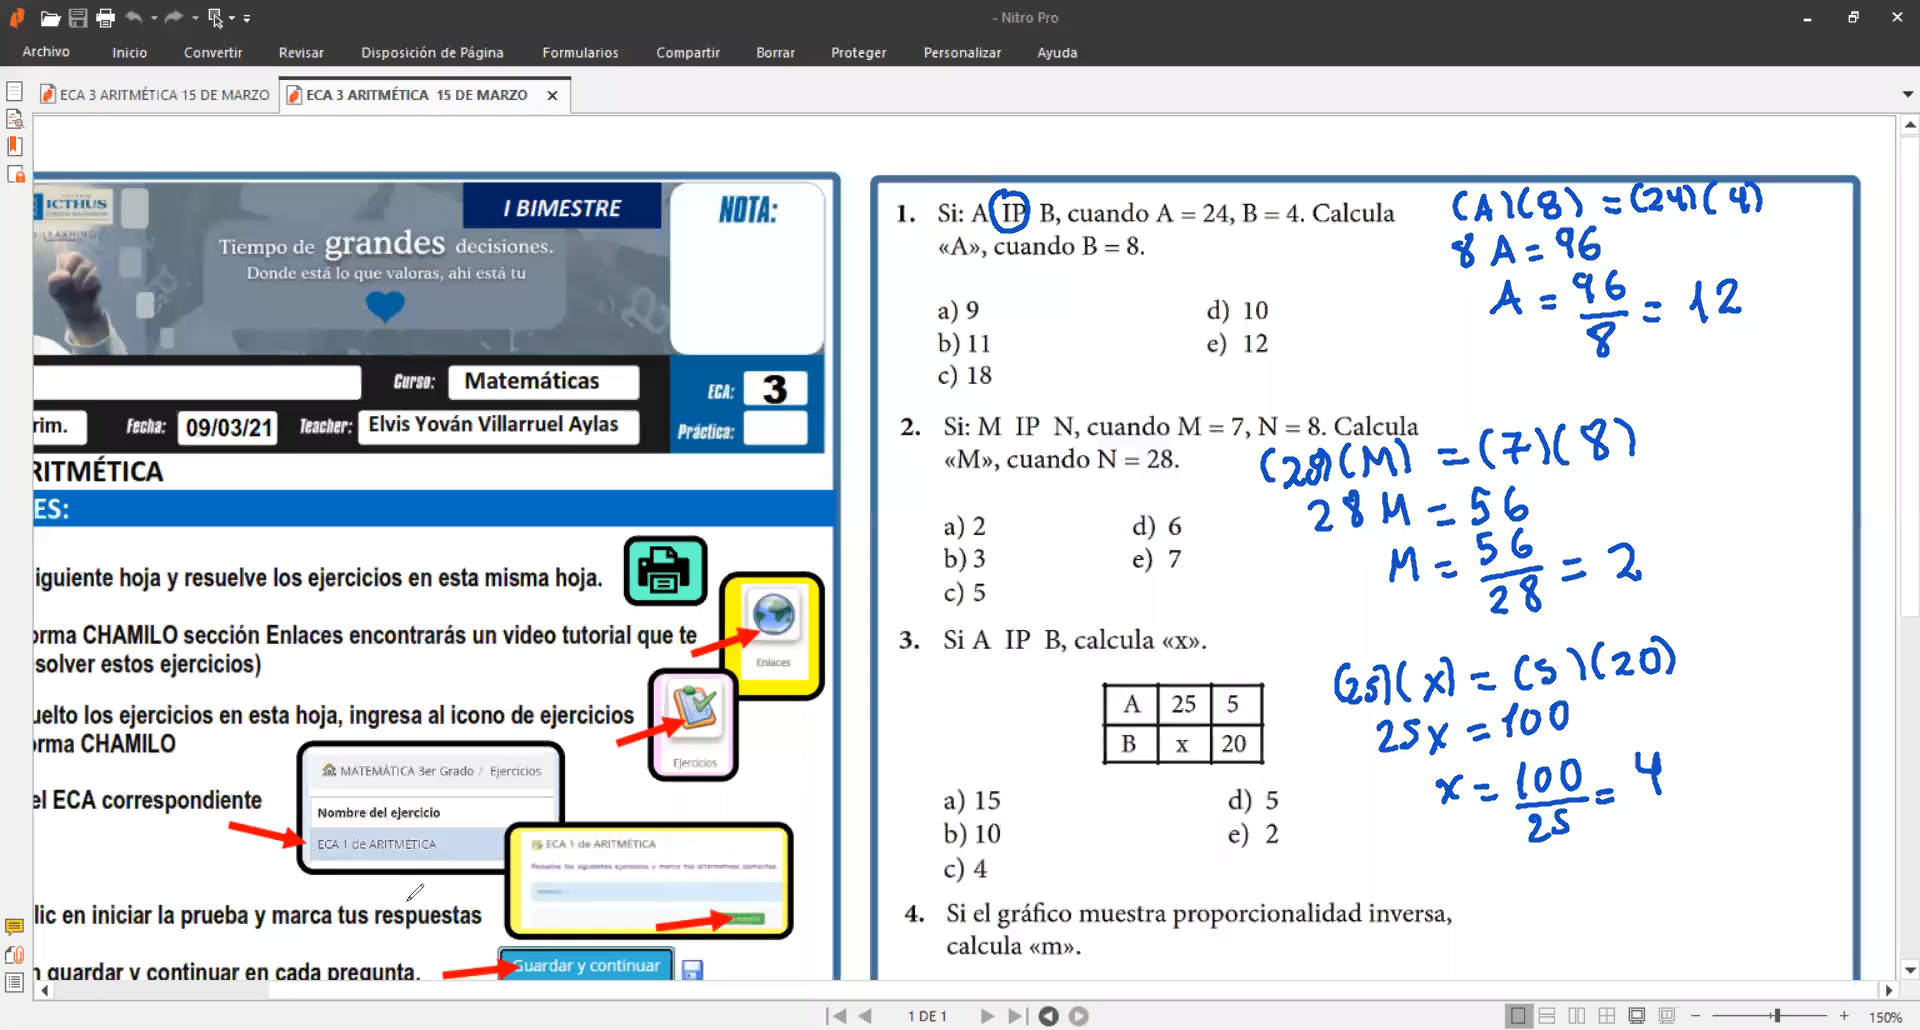 - Nitro Pro
Archivo Inicio Convertir Revisar Disposición de Página Formularios Compartir Borrar Proteger Personalizar Ayuda
ECA 3 ARITMÉTICA 15 DE MARZO
ECA 3 ARITMÉTICA 15 DE MARZO
ICTHUS
I BIMESTRE
NOTA:
Tiempo de grandes decisiones.
Donde está lo que valoras, ahi está tu
Curso: Matemáticas
ECA: 3
rim. Fecha: 09/03/21 Teacher: Elvis Yován Villarruel Aylas
Práctica:
RITMÉTICA
ES:
iguiente hoja y resuelve los ejercicios en esta misma hoja.
orma CHAMILO sección Enlaces encontrarás un video tutorial que te
solver estos ejercicios)
Enlaces
uelto los ejercicios en esta hoja, ingresa al icono de ejercicios
orma CHAMILO
Ejercicios
MATEMÁTICA 3er Grado / Ejercicios
el ECA correspondiente
Nombre del ejercicio
ECA 1 de ARITMÉTICA
ECA 1 de ARITMÉTICA
lic en iniciar la prueba y marca tus respuestas
n guardar y continuar en cada pregunta.
Guardar y continuar
1. Si: A IP B, cuando A = 24, B = 4. Calcula
«A», cuando B = 8.
a) 9 d) 10
b) 11 e) 12
c) 18
(A)(8) = (24)(4)
8 A = 96
A = 96/8 = 12
2. Si: M IP N, cuando M = 7, N = 8. Calcula
«M», cuando N = 28.
a) 2 d) 6
b) 3 e) 7
c) 5
(28)(M) = (7)(8)
28 M = 56
M = 56/28 = 2
3. Si A IP B, calcula «x».
A 25 5
B x 20
a) 15 d) 5
b) 10 e) 2
c) 4
(25)(x) = (5)(20)
25x = 100
x = 100/25 = 4
4. Si el gráfico muestra proporcionalidad inversa,
calcula «m».
1 DE 1
150%